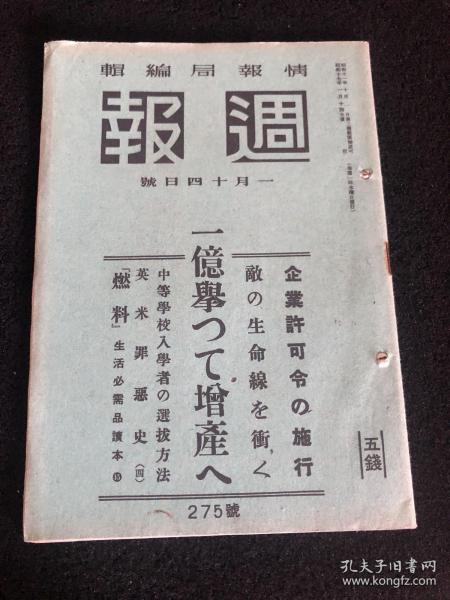 輯編局報情
報週
號日四十月一
企業許可令の施行
敵の生命線を衝く
一億擧つて增產へ
中等學校入學者の選拔方法
英米罪惡史(四)
『燃料』生活必需品讀本⑮
五錢
275號
孔夫子旧书网
www.kongfz.com